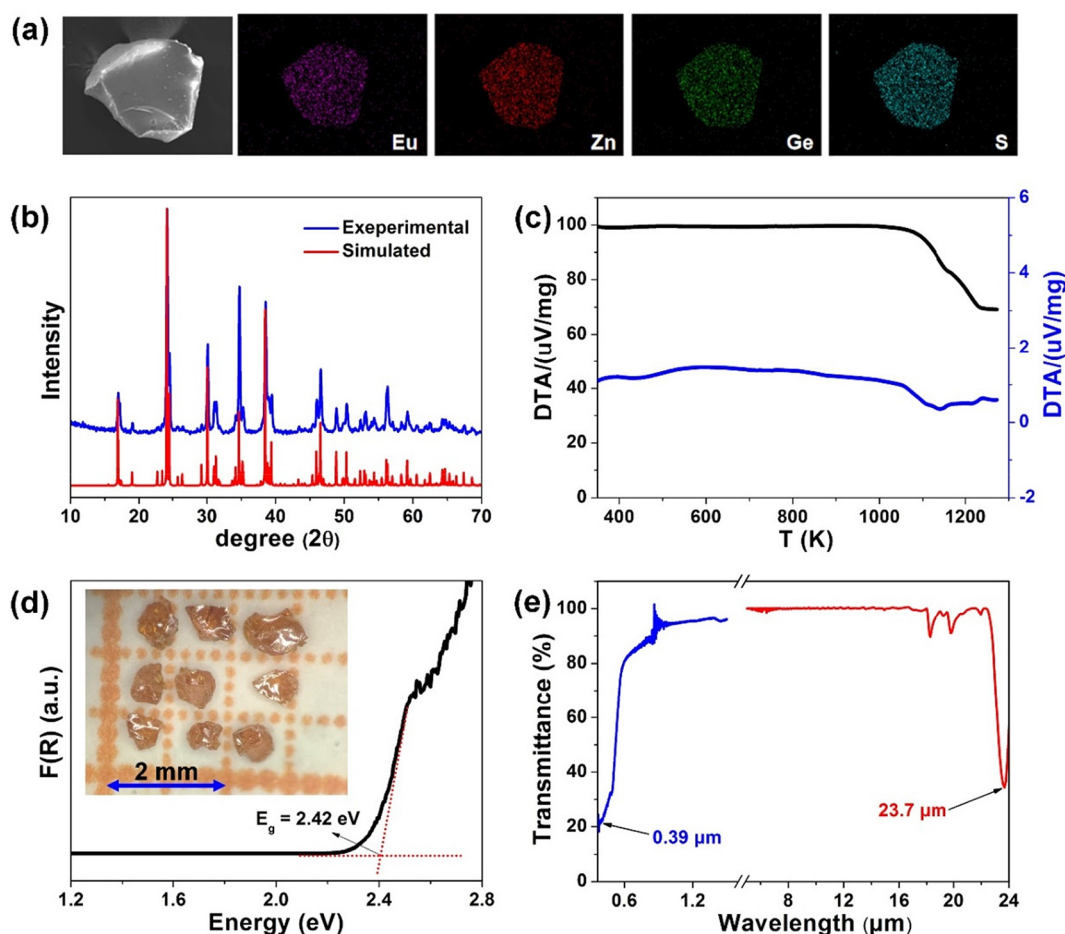 (a)
Eu
Zn
Ge
S
(b)
Intensity
Exeperimental
Simulated
10 20 30 40 50 60 70
degree (2θ)
(c)
DTA/(uV/mg)
100
80
60
40
20
0
400 600 800 1000 1200
T (K)
6
4
2
0
-2
DTA/(uV/mg)
(d)
F(R) (a.u.)
2 mm
E_g = 2.42 eV
1.2 1.6 2.0 2.4 2.8
Energy (eV)
(e)
Transmittance (%)
100
80
60
40
20
0
0.39 μm
23.7 μm
0.6 1.2 8 12 16 20 24
Wavelength (μm)